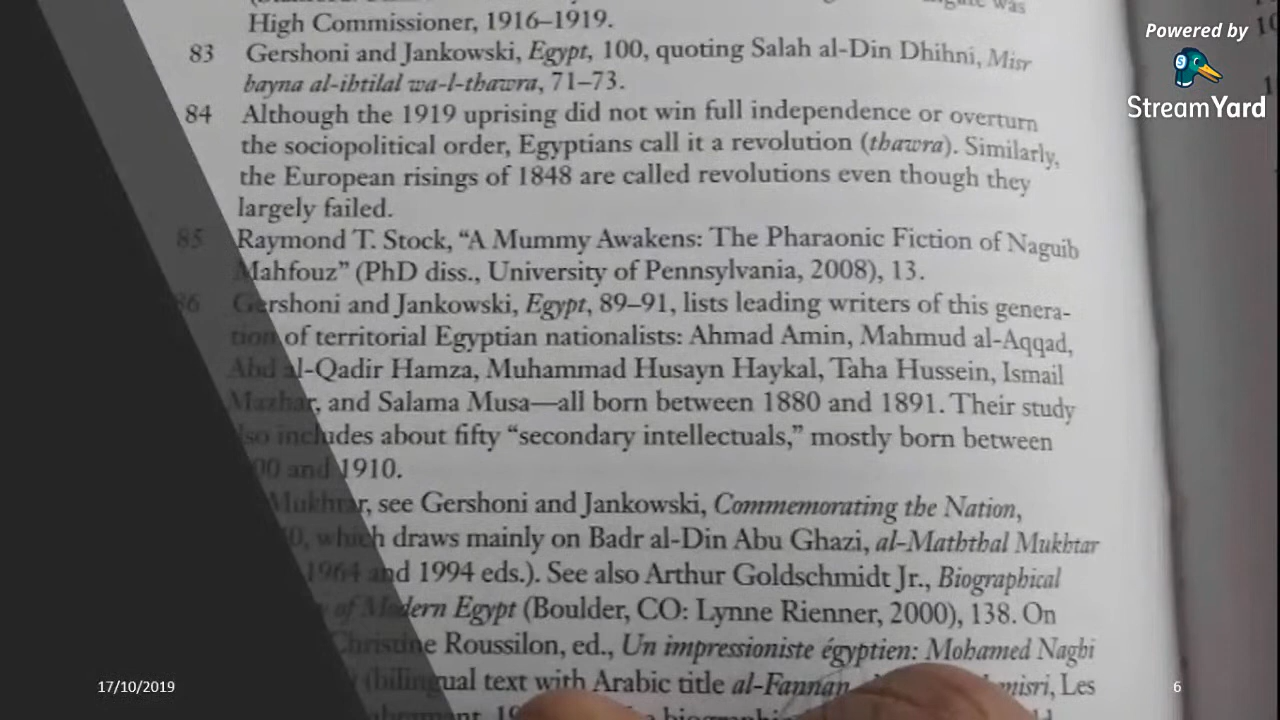 High Commissioner, 1916–1919.
83 Gershoni and Jankowski, Egypt, 100, quoting Salah al-Din Dhihni, Misr
bayna al-ihtilal wa-l-thawra, 71–73.
84 Although the 1919 uprising did not win full independence or overturn
the sociopolitical order, Egyptians call it a revolution (thawra). Similarly,
the European risings of 1848 are called revolutions even though they
largely failed.
85 Raymond T. Stock, “A Mummy Awakens: The Pharaonic Fiction of Naguib
Mahfouz” (PhD diss., University of Pennsylvania, 2008), 13.
86 Gershoni and Jankowski, Egypt, 89–91, lists leading writers of this genera-
tion of territorial Egyptian nationalists: Ahmad Amin, Mahmud al-Aqqad,
Abd al-Qadir Hamza, Muhammad Husayn Haykal, Taha Hussein, Ismail
Mazhar, and Salama Musa—all born between 1880 and 1891. Their study
also includes about fifty “secondary intellectuals,” mostly born between
and 1910.
Mukhtar, see Gershoni and Jankowski, Commemorating the Nation,
which draws mainly on Badr al-Din Abu Ghazi, al-Maththal Mukhtar
1964 and 1994 eds.). See also Arthur Goldschmidt Jr., Biographical
of Modern Egypt (Boulder, CO: Lynne Rienner, 2000), 138. On
Christine Roussilon, ed., Un impressioniste égyptien: Mohamed Naghi
(bilingual text with Arabic title al-Fannan Les
Powered by
StreamYard
17/10/2019
6